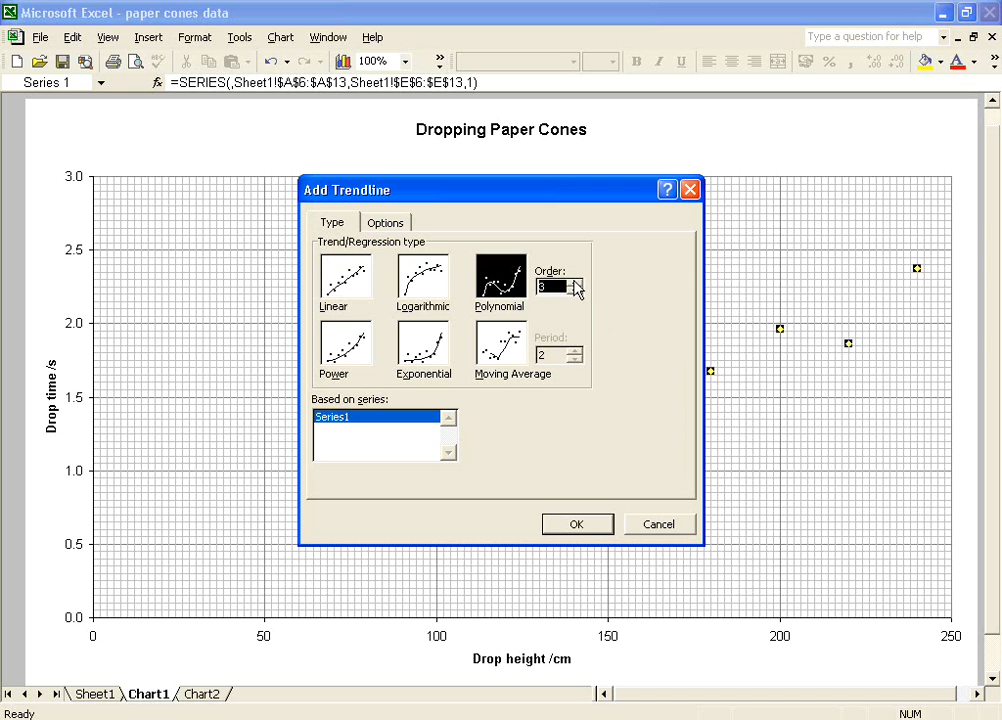 Microsoft Excel - paper cones data
File Edit View Insert Format Tools Chart Window Help
Type a question for help
100%
B I U
% ,
A
Series 1
fx =SERIES(,Sheet1!$A$6:$A$13,Sheet1!$E$6:$E$13,1)
Dropping Paper Cones
3.0
2.5
2.0
1.5
1.0
0.5
0.0
Drop time /s
Add Trendline
Type Options
Trend/Regression type
Order:
3
Linear Logarithmic Polynomial
Period:
2
Power Exponential Moving Average
Based on series:
Series1
OK Cancel
0 50 100 150 200 250
Drop height /cm
Sheet1 Chart1 Chart2
Ready NUM